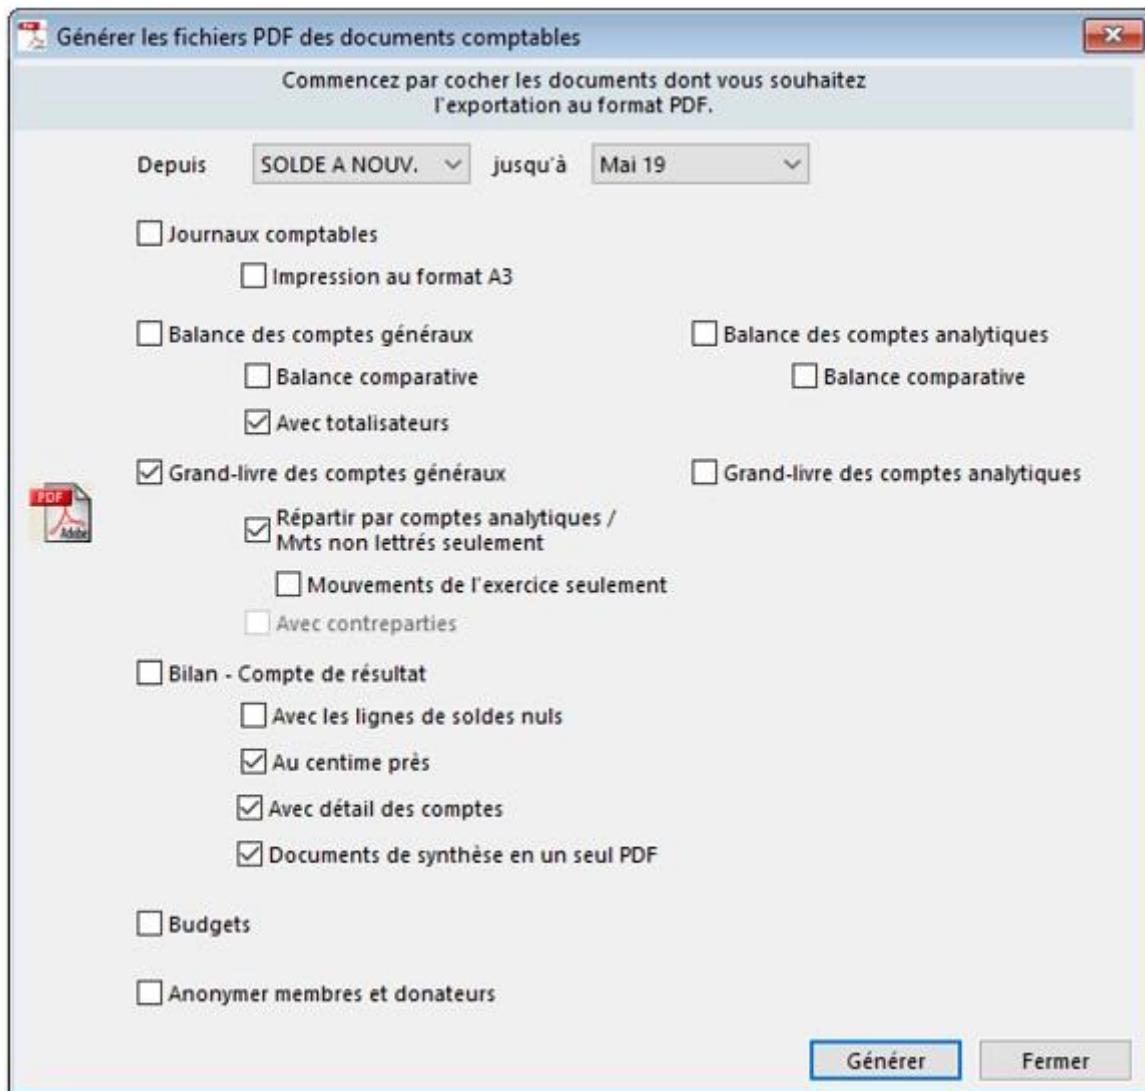 Générer les fichiers PDF des documents comptables
Commencez par cocher les documents dont vous souhaitez
l'exportation au format PDF.
Depuis SOLDE A NOUV. jusqu'à Mai 19
Journaux comptables
Impression au format A3
Balance des comptes généraux Balance des comptes analytiques
Balance comparative Balance comparative
Avec totalisateurs
Grand-livre des comptes généraux Grand-livre des comptes analytiques
PDF
Adobe
Répartir par comptes analytiques /
Mvts non lettrés seulement
Mouvements de l'exercice seulement
Avec contreparties
Bilan - Compte de résultat
Avec les lignes de soldes nuls
Au centime près
Avec détail des comptes
Documents de synthèse en un seul PDF
Budgets
Anonymer membres et donateurs
Générer Fermer